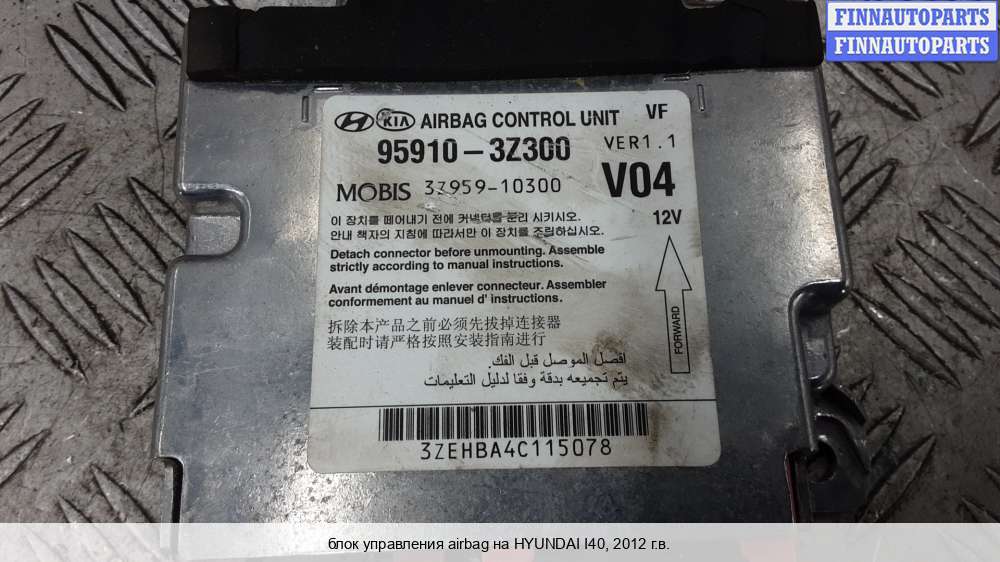 FINNAUTOPARTS
FINNAUTOPARTS
KIA AIRBAG CONTROL UNIT VF
95910-3Z300 VER1.1
MOBIS 3Z959-10300 V04
12V
이 장치를 떼어내기 전에 커넥터를 분리 시키시오.
안내 책자의 지침에 따라서만 이 장치를 조립하십시오.
Detach connector before unmounting. Assemble
strictly according to manual instructions.
Avant démontage enlever connecteur. Assembler
conformement au manuel d' instructions.
FORWARD
拆除本产品之前必须先拔掉连接器
装配时请严格按照安装指南进行
افصل الموصل قبل الفك.
يتم تجميعه بدقة وفقا لدليل التعليمات
3ZEHBA4C115078
блок управления airbag на HYUNDAI I40, 2012 г.в.